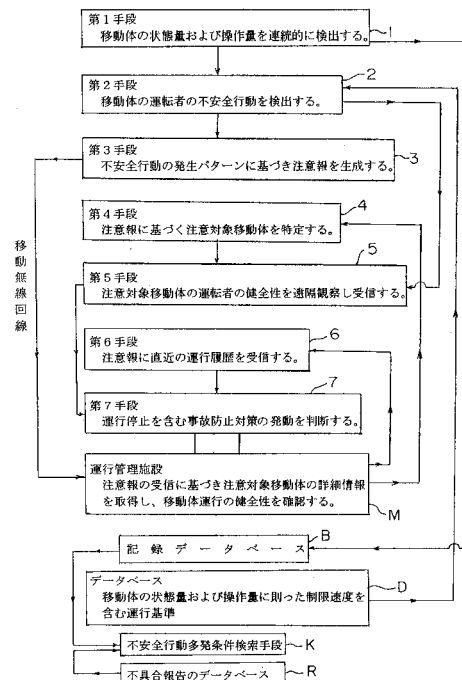 第1手段
移動体の状態量および操作量を連続的に検出する。
1
2
第2手段
移動体の運転者の不安全行動を検出する。
第3手段
不安全行動の発生パターンに基づき注意報を生成する。
3
4
第4手段
注意報に基づく注意対象移動体を特定する。
移動無線回線
5
第5手段
注意対象移動体の運転者の健全性を遠隔観察し受信する。
6
第6手段
注意報に直近の運行履歴を受信する。
7
第7手段
運行停止を含む事故防止対策の発動を判断する。
運行管理施設
注意報の受信に基づき注意対象移動体の詳細情報
を取得し、移動体運行の健全性を確認する。
M
B
記録データベース
データベース
移動体の状態量および操作量に則った制限速度を
含む運行基準
D
不安全行動多発条件検索手段
K
不具合報告のデータベース
R